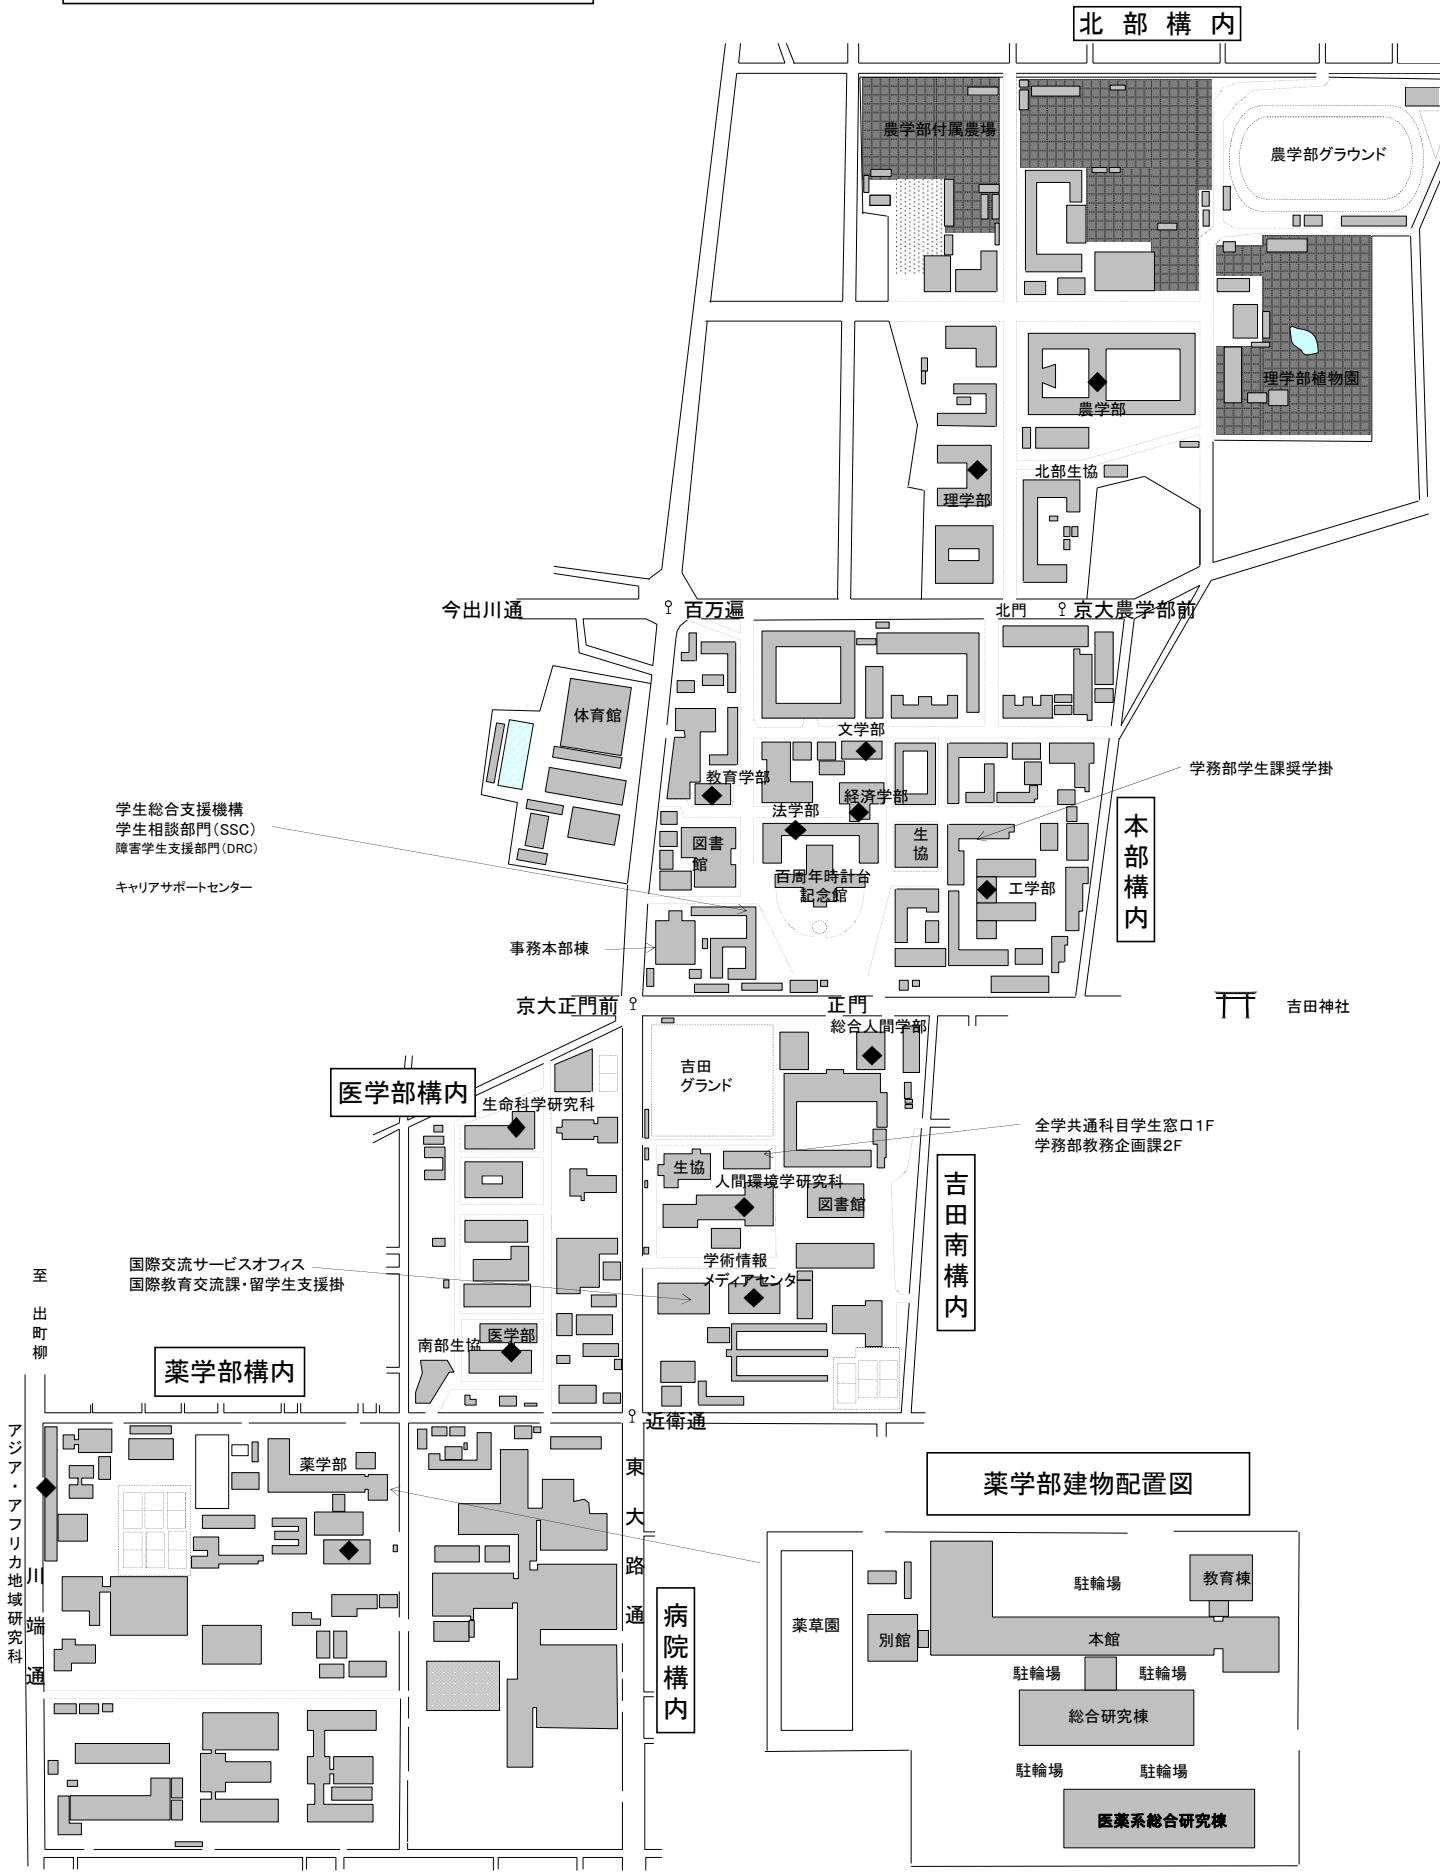 北部構内
農学部付属農場
農学部グラウンド
理学部植物園
農学部
北部生協
理学部
今出川通
百万遍
北門
京大農学部前
体育館
文学部
教育学部
経済学部
法学部
学務部学生課奨学掛
学生総合支援機構
学生相談部門(SSC)
障害学生支援部門(DRC)
キャリアサポートセンター
図書
館
生
協
本部構内
百周年時計台
記念館
工学部
事務本部棟
京大正門前
正門
吉田神社
総合人間学部
吉田
グランド
医学部構内
生命科学研究科
全学共通科目学生窓口1F
学務部教務企画課2F
生協
人間環境学研究科
図書館
吉田南構内
学術情報
メディアセンター
国際交流サービスオフィス
国際教育交流課・留学生支援掛
至 出町柳
南部生協
医学部
薬学部構内
近衛通
アジア・アフリカ地域研究科
川端通
薬学部
東大路通
病院構内
薬学部建物配置図
駐輪場
教育棟
薬草園
別館
本館
駐輪場
駐輪場
総合研究棟
駐輪場
駐輪場
医薬系総合研究棟